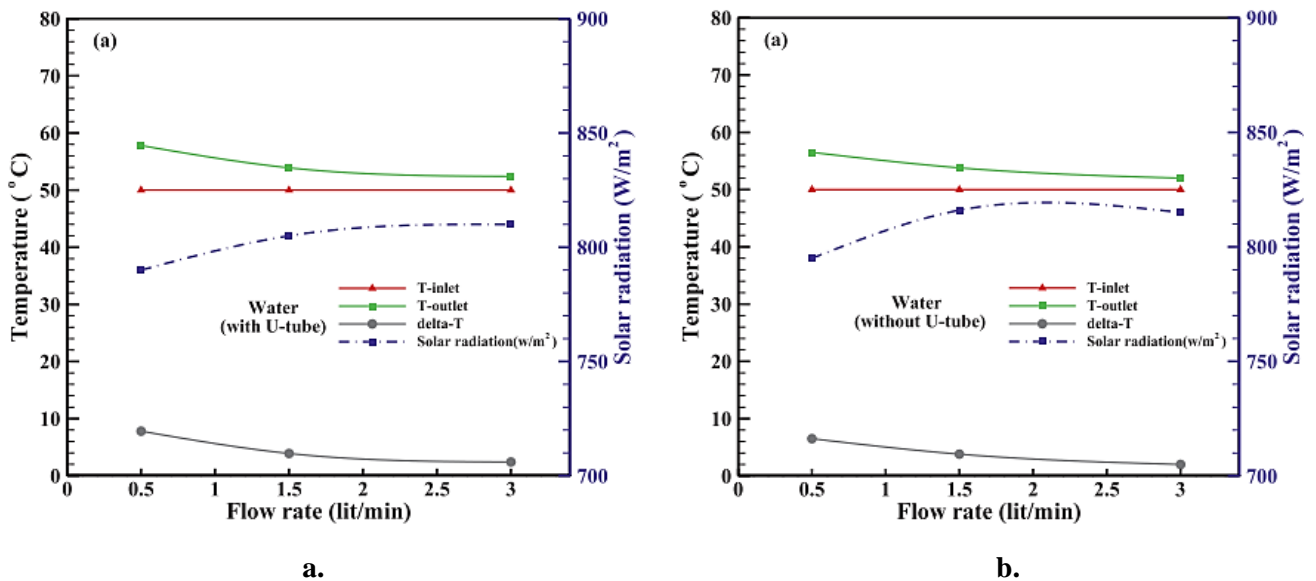 (a)
Temperature ( °C)
80
70
60
50
40
30
20
10
0
Water
(with U-tube)
T-inlet
T-outlet
delta-T
Solar radiation(w/m²)
900
850
800
750
700
Solar radiation (W/m²)
0 0.5 1 1.5 2 2.5 3
Flow rate (lit/min)
a.
(a)
Temperature ( °C)
80
70
60
50
40
30
20
10
0
Water
(without U-tube)
T-inlet
T-outlet
delta-T
Solar radiation(w/m²)
900
850
800
750
700
Solar radiation (W/m²)
0 0.5 1 1.5 2 2.5 3
Flow rate (lit/min)
b.